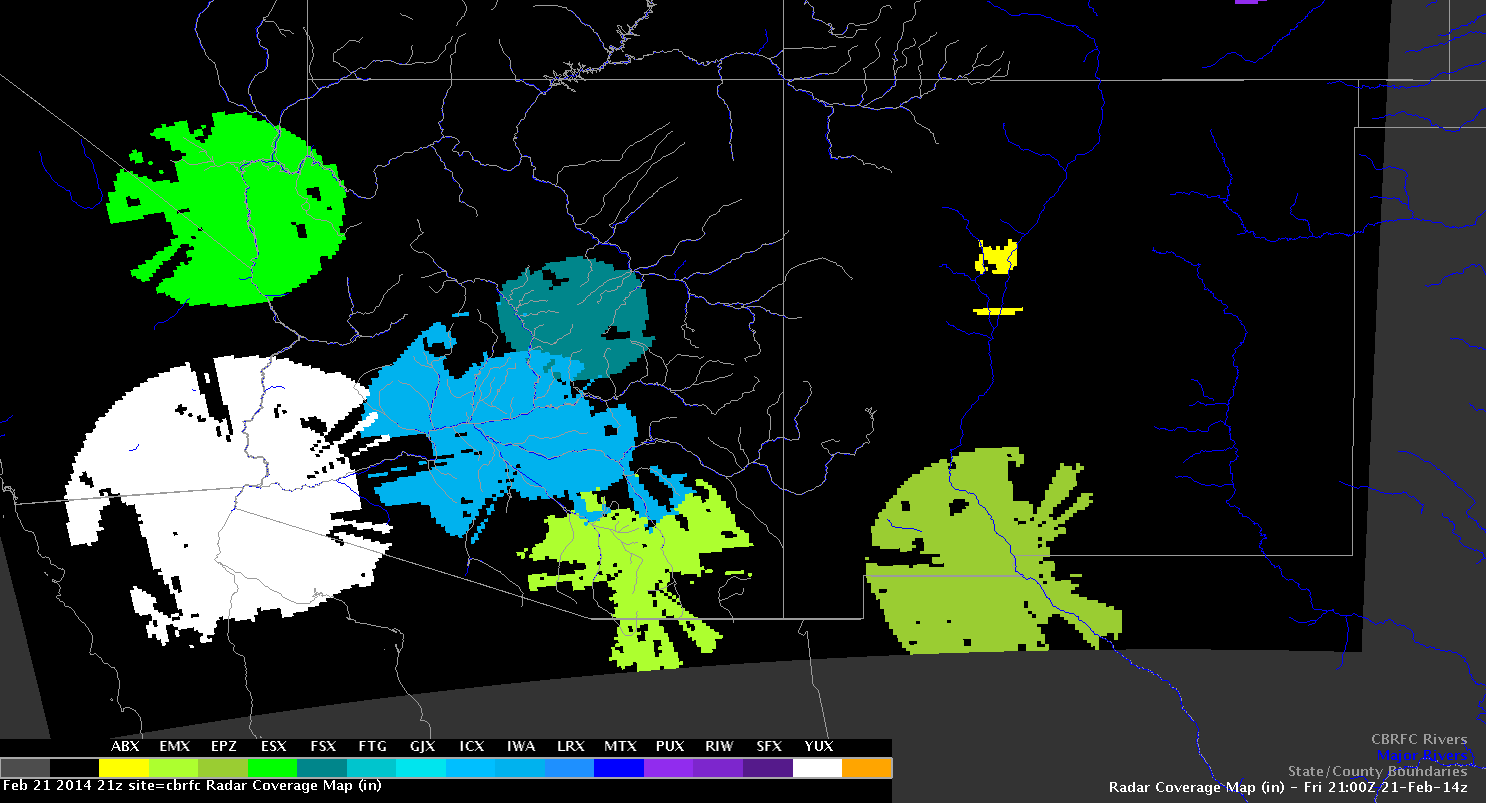 CBRFC Rivers
Major Rivers
State/County Boundaries
Radar Coverage Map (in) - Fri 21:00Z 21-Feb-14z
ABX EMX EPZ ESX FSX FTG GJX ICX IWA LRX MTX PUX RIW SFX YUX
Feb 21 2014 21z site=cbrfc Radar Coverage Map (in)